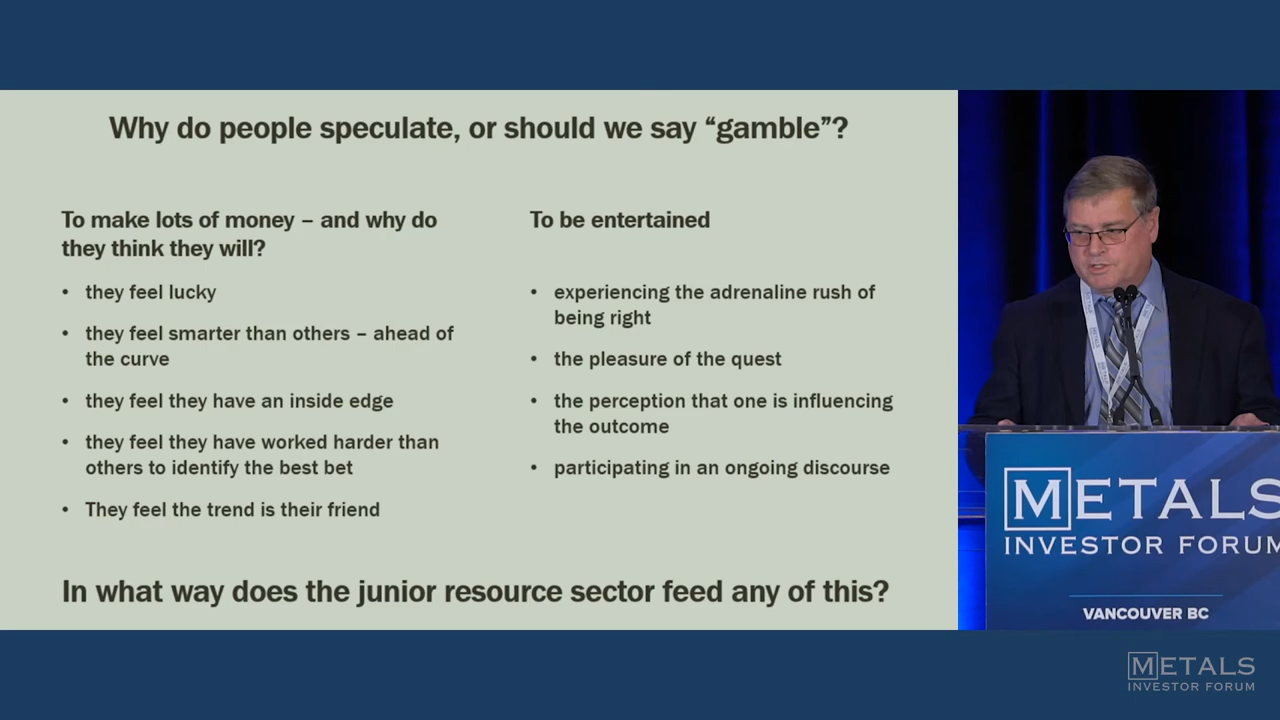 Why do people speculate, or should we say “gamble”?
To make lots of money – and why do
they think they will?
• they feel lucky
• they feel smarter than others – ahead of
the curve
• they feel they have an inside edge
• they feel they have worked harder than
others to identify the best bet
• They feel the trend is their friend
To be entertained
• experiencing the adrenaline rush of
being right
• the pleasure of the quest
• the perception that one is influencing
the outcome
• participating in an ongoing discourse
In what way does the junior resource sector feed any of this?
METALS
INVESTOR FORUM
VANCOUVER BC
METALS
INVESTOR FORUM